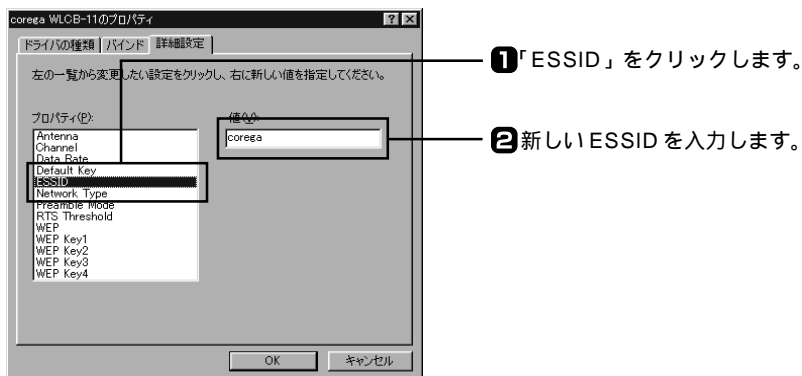 corega WLCB-11のプロパティ
ドライバの種類 バインド 詳細設定
左の一覧から変更したい設定をクリックし、右に新しい値を指定してください。
プロパティ(P):
Antenna
Channel
Data Rate
Default Key
ESSID
Network Type
Preamble Mode
RTS Threshold
WEP
WEP Key1
WEP Key2
WEP Key3
WEP Key4
値(V):
corega
OK キャンセル
1「ESSID」をクリックします。
2新しいESSIDを入力します。